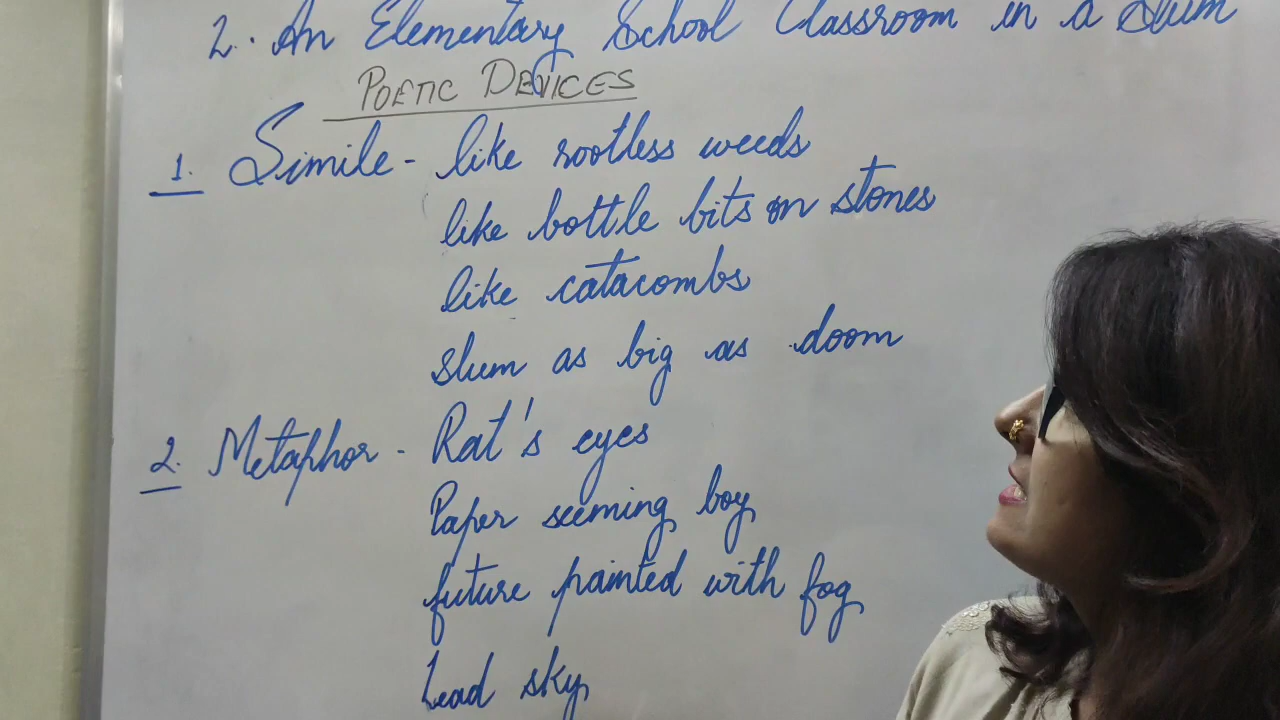 2. An Elementary School Classroom in a Slum
POETIC DEVICES
1. Simile - like rootless weeds
like bottle bits on stones
like catacombs
slum as big as doom
2. Metaphor - Rat's eyes
Paper seeming boy
future painted with fog
Lead sky